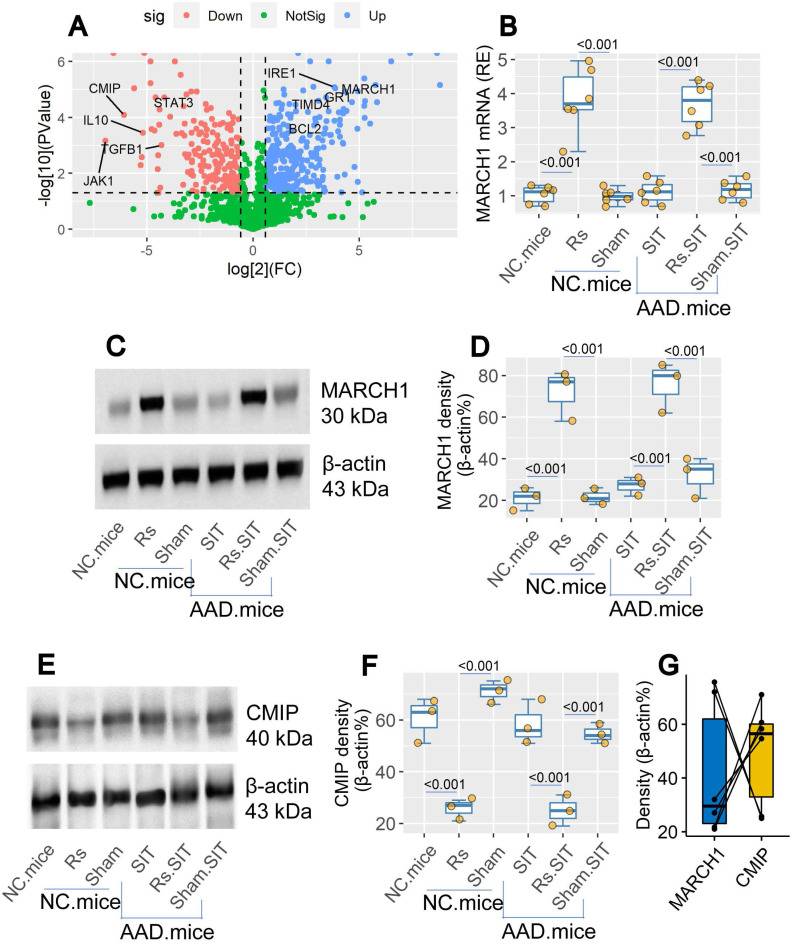 A
sig Down NotSig Up
-log[10](PValue)
6
4
2
0
-5
0
5
log[2](FC)
IRE1
MARCH1
GR1
CMIP
STAT3
TIMD4
IL10
BCL2
TGFB1
JAK1
B
MARCH1 mRNA (RE)
5
4
3
2
1
<0.001
<0.001
<0.001
<0.001
NC.mice
Rs
Sham
SIT
Rs.SIT
Sham.SIT
NC.mice
AAD.mice
C
MARCH1
30 kDa
β-actin
43 kDa
NC.mice
Rs
Sham
SIT
Rs.SIT
Sham.SIT
NC.mice
AAD.mice
D
MARCH1 density
(β-actin%)
80
60
40
20
<0.001
<0.001
<0.001
<0.001
NC.mice
Rs
Sham
SIT
Rs.SIT
Sham.SIT
NC.mice
AAD.mice
E
CMIP
40 kDa
β-actin
43 kDa
NC.mice
Rs
Sham
SIT
Rs.SIT
Sham.SIT
NC.mice
AAD.mice
F
CMIP density
(β-actin%)
60
40
20
<0.001
<0.001
<0.001
<0.001
NC.mice
Rs
Sham
SIT
Rs.SIT
Sham.SIT
NC.mice
AAD.mice
G
Density (β-actin%)
60
40
20
MARCH1
CMIP